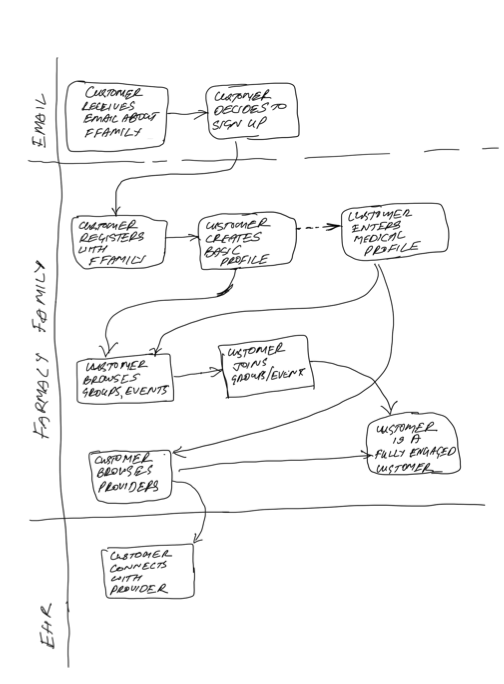 EMAIL
CUSTOMER
RECEIVES
EMAIL ABOUT
FFAMILY
CUSTOMER
DECIDES TO
SIGN UP
FARMACY FAMILY
CUSTOMER
REGISTERS
WITH
FFAMILY
CUSTOMER
CREATES
BASIC
PROFILE
CUSTOMER
ENTERS
MEDICAL
PROFILE
CUSTOMER
BROWSES
GROUPS, EVENTS
CUSTOMER
JOINS
GROUPS/EVENT
CUSTOMER
IS A
FULLY ENGAGED
CUSTOMER
CUSTOMER
BROWSES
PROVIDERS
EHR
CUSTOMER
CONNECTS
WITH
PROVIDER